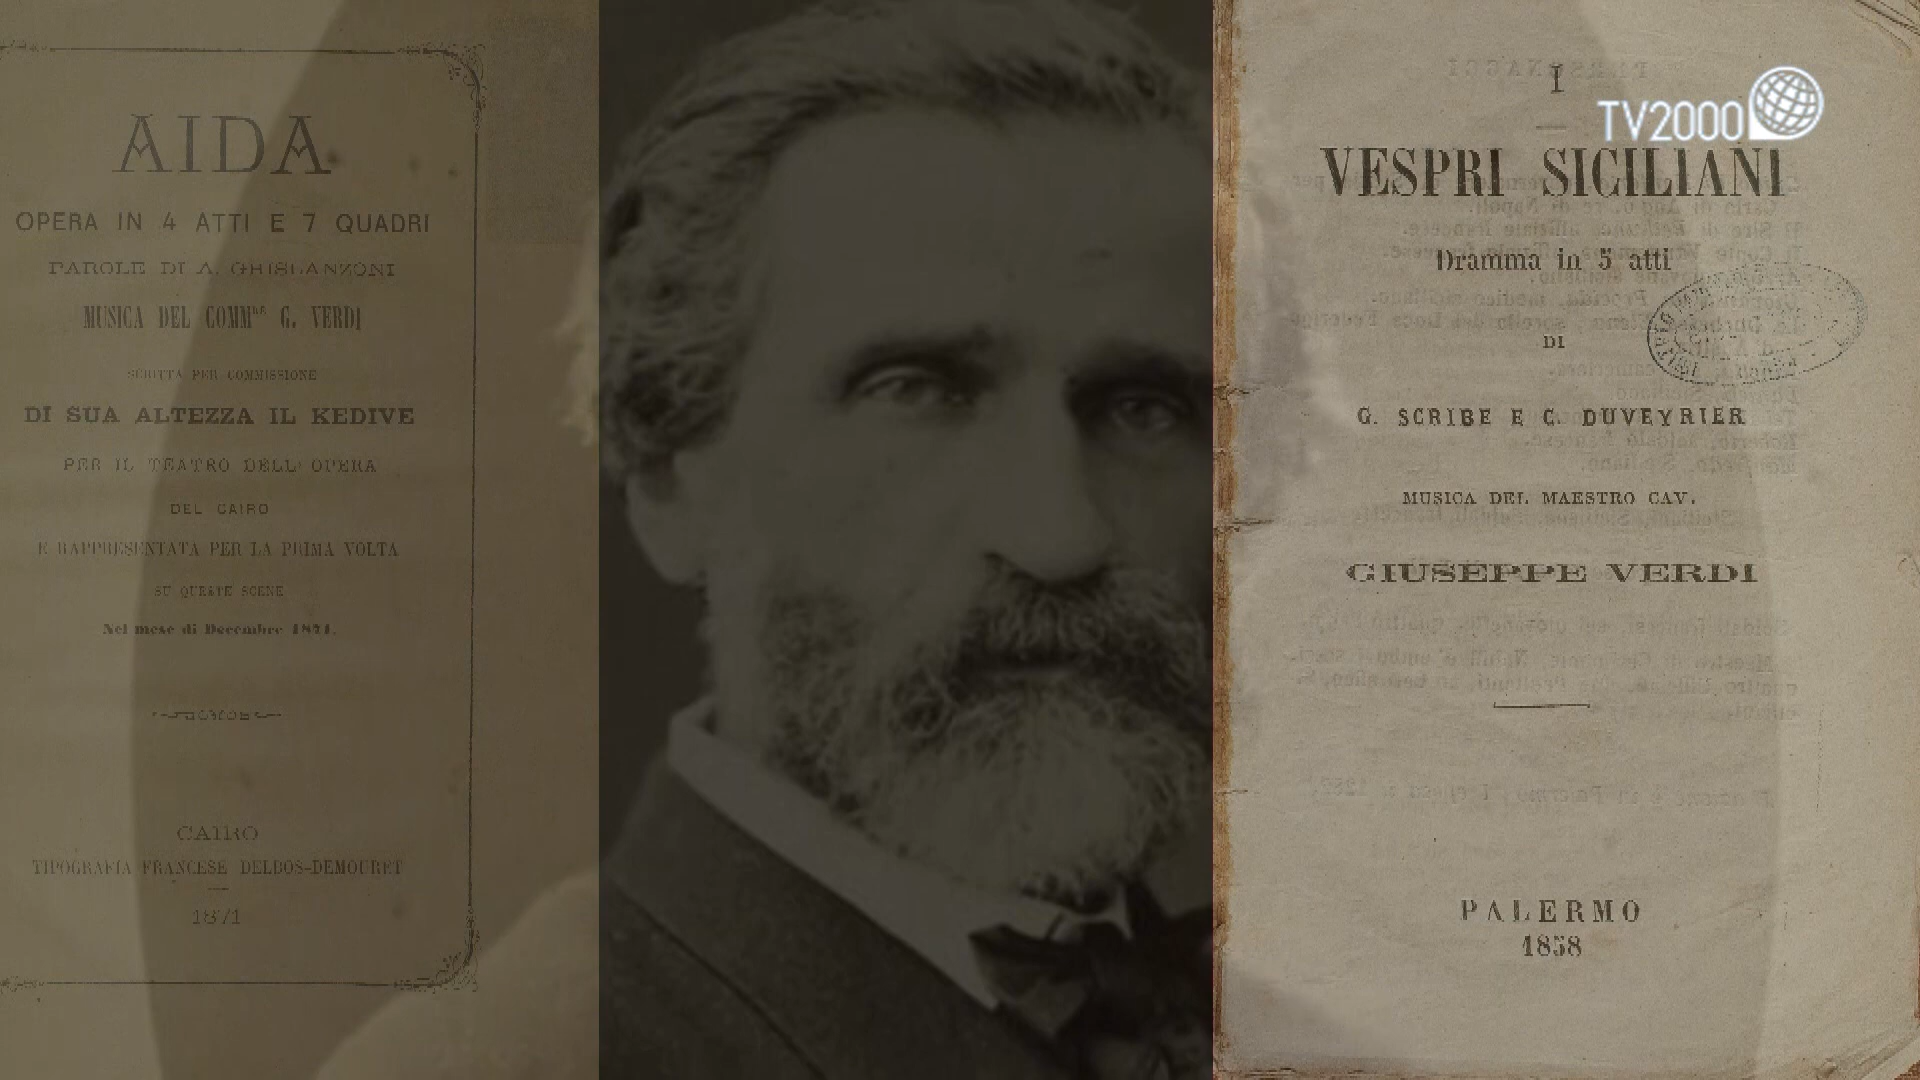 AIDA
OPERA IN 4 ATTI E 7 QUADRI
PAROLE DI A. GHISLANZONI
MUSICA DEL COMM.RE G. VERDI
SCRITTA PER COMMISSIONE
DI SUA ALTEZZA IL KEDIVE
PER IL TEATRO DELL' OPERA
DEL CAIRO
E RAPPRESENTATA PER LA PRIMA VOLTA
SU QUESTE SCENE
Nel mese di Decembre 1871.
CAIRO
TIPOGRAFIA FRANCESE DELBOS-DEMOURET
1871
I
VESPRI SICILIANI
Dramma in 5 atti
DI
G. SCRIBE E C. DUVEYRIER
MUSICA DEL MAESTRO CAV.
GIUSEPPE VERDI
PALERMO
1858
TV2000